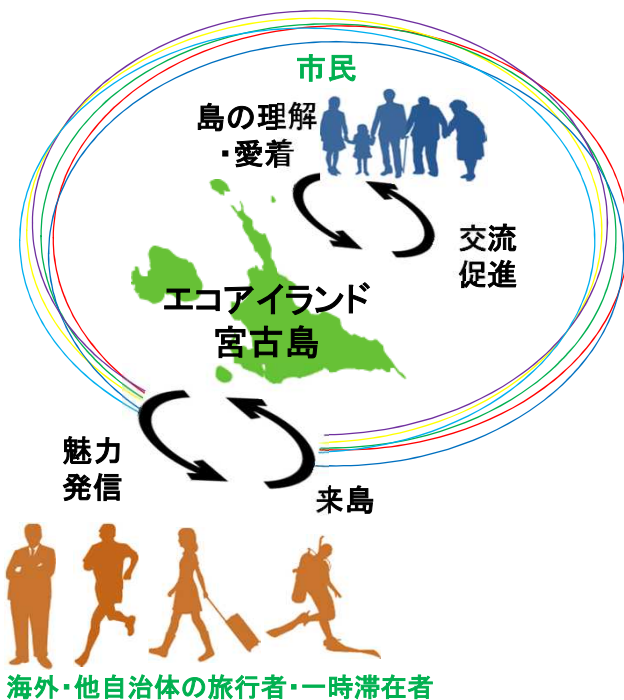 市民
島の理解
・愛着
交流
促進
エコアイランド
宮古島
魅力
発信
来島
海外・他自治体の旅行者・一時滞在者